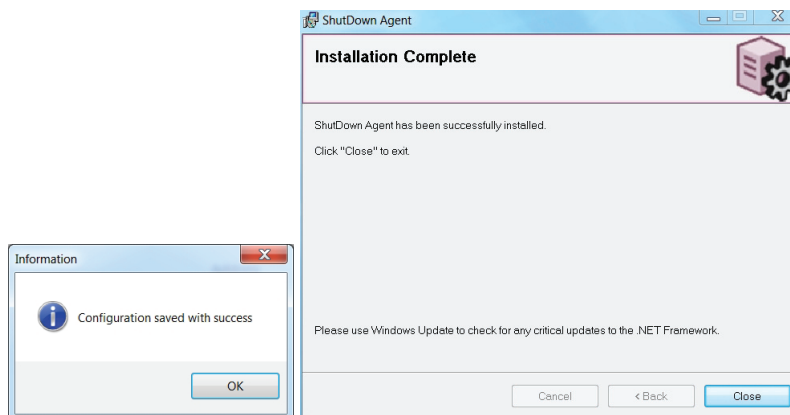 ShutDown Agent
Installation Complete
ShutDown Agent has been successfully installed.
Click "Close" to exit.
Please use Windows Update to check for any critical updates to the .NET Framework.
Cancel
< Back
Close
Information
Configuration saved with success
OK